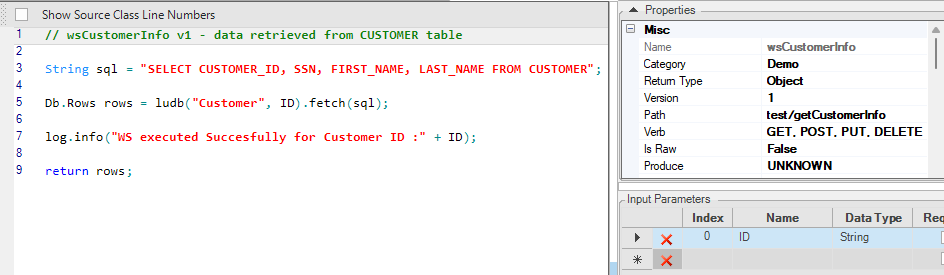 Show Source Class Line Numbers
1 // wsCustomerInfo v1 - data retrieved from CUSTOMER table
2
3 String sql = "SELECT CUSTOMER_ID, SSN, FIRST_NAME, LAST_NAME FROM CUSTOMER";
4
5 Db.Rows rows = ludb("Customer", ID).fetch(sql);
6
7 log.info("WS executed Succesfully for Customer ID :" + ID);
8
9 return rows;
Properties
Misc
Name wsCustomerInfo
Category Demo
Return Type Object
Version 1
Path test/getCustomerInfo
Verb GET, POST, PUT, DELETE
Is Raw False
Produce UNKNOWN
Input Parameters
Index Name Data Type Req
0 ID String